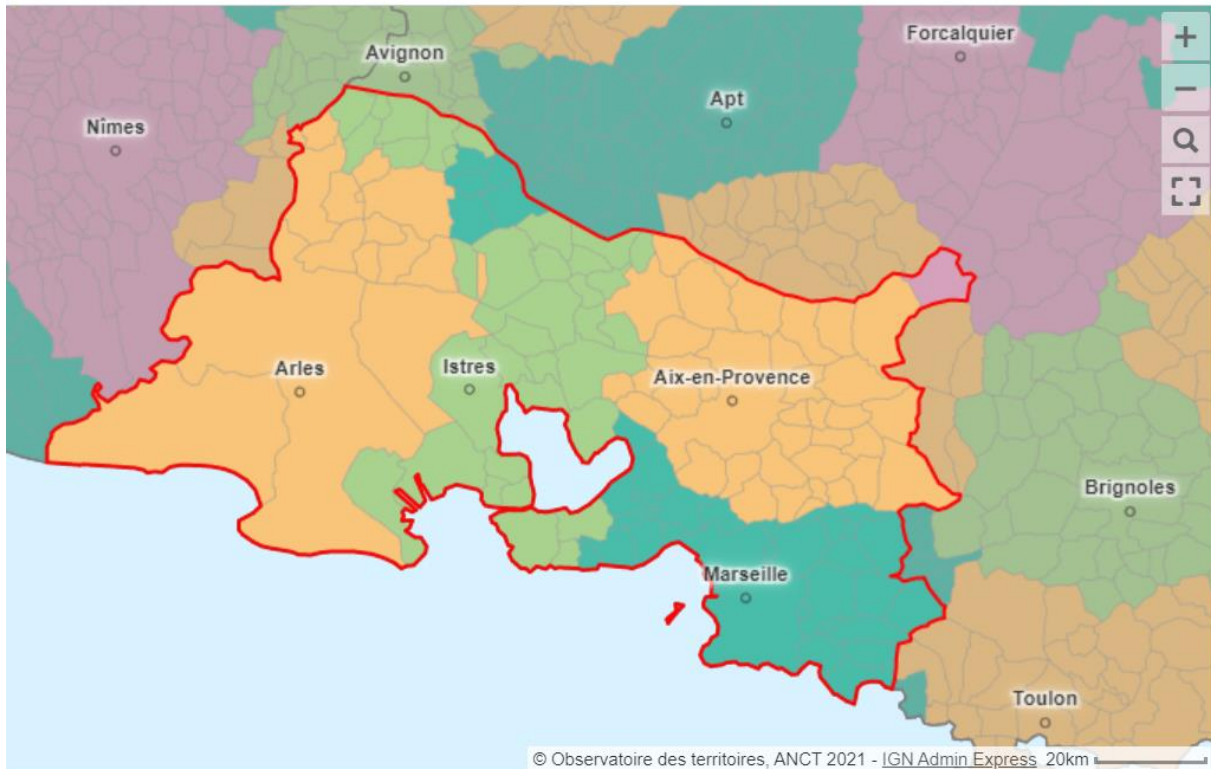 Avignon
Forcalquier
+
Apt
−
Nîmes
Arles
Istres
Aix-en-Provence
Brignoles
Marseille
Toulon
© Observatoire des territoires, ANCT 2021 - IGN Admin Express 20km